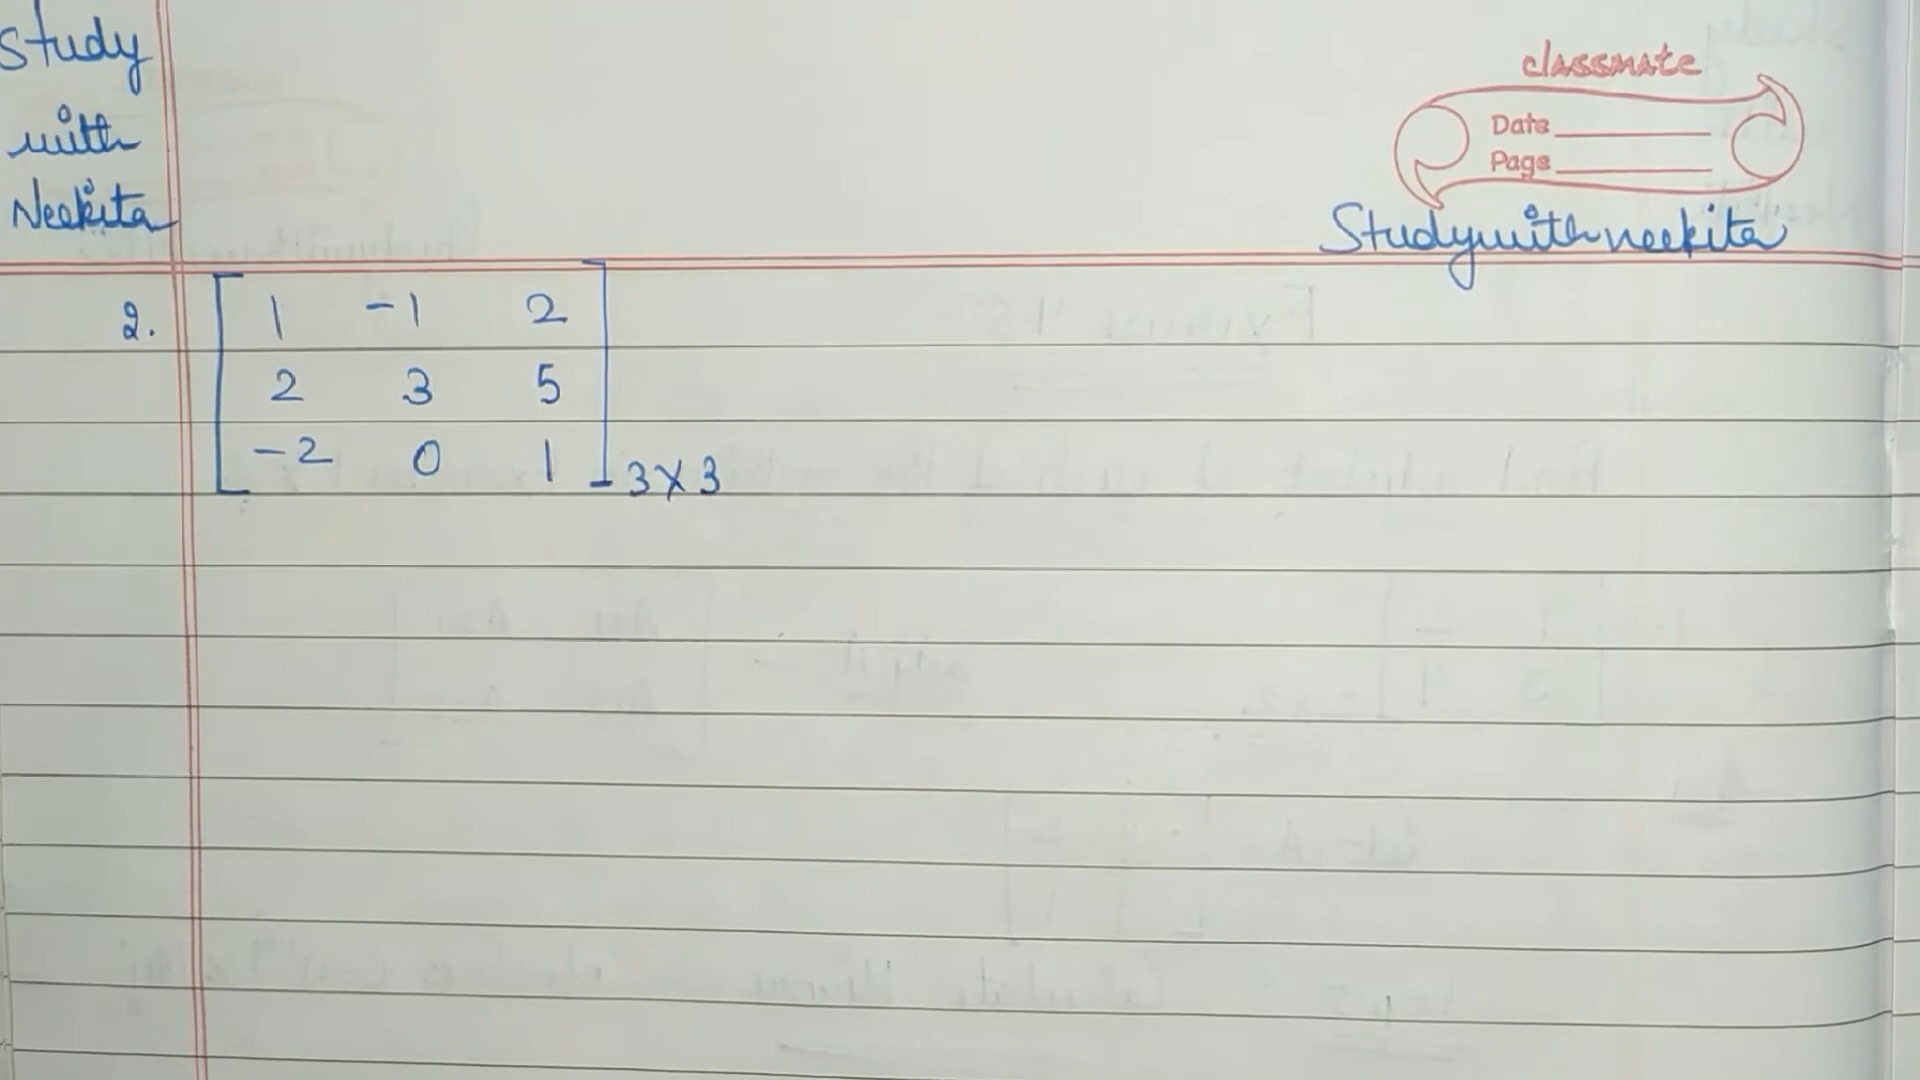 Study
with
Neekita
classmate
Date
Page
Studywithneekita
2. [ 1 -1 2
2 3 5
-2 0 1 ] 3×3